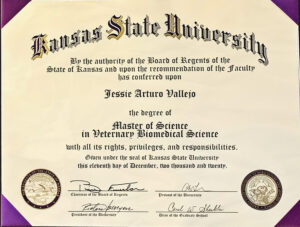 Kansas State University
By the authority of the Board of Regents of the
State of Kansas and upon the recommendation of the Faculty
has conferred upon
Jessie Arturo Vallejo
the degree of
Master of Science
in Veternary Biomedical Science
with all its rights, privileges, and responsibilities.
Given under the seal of Kansas State University
this eleventh day of December, two thousand and twenty.
Chairman of the Board of Regents
Provost of the University
President of the University
Dean of the Graduate School